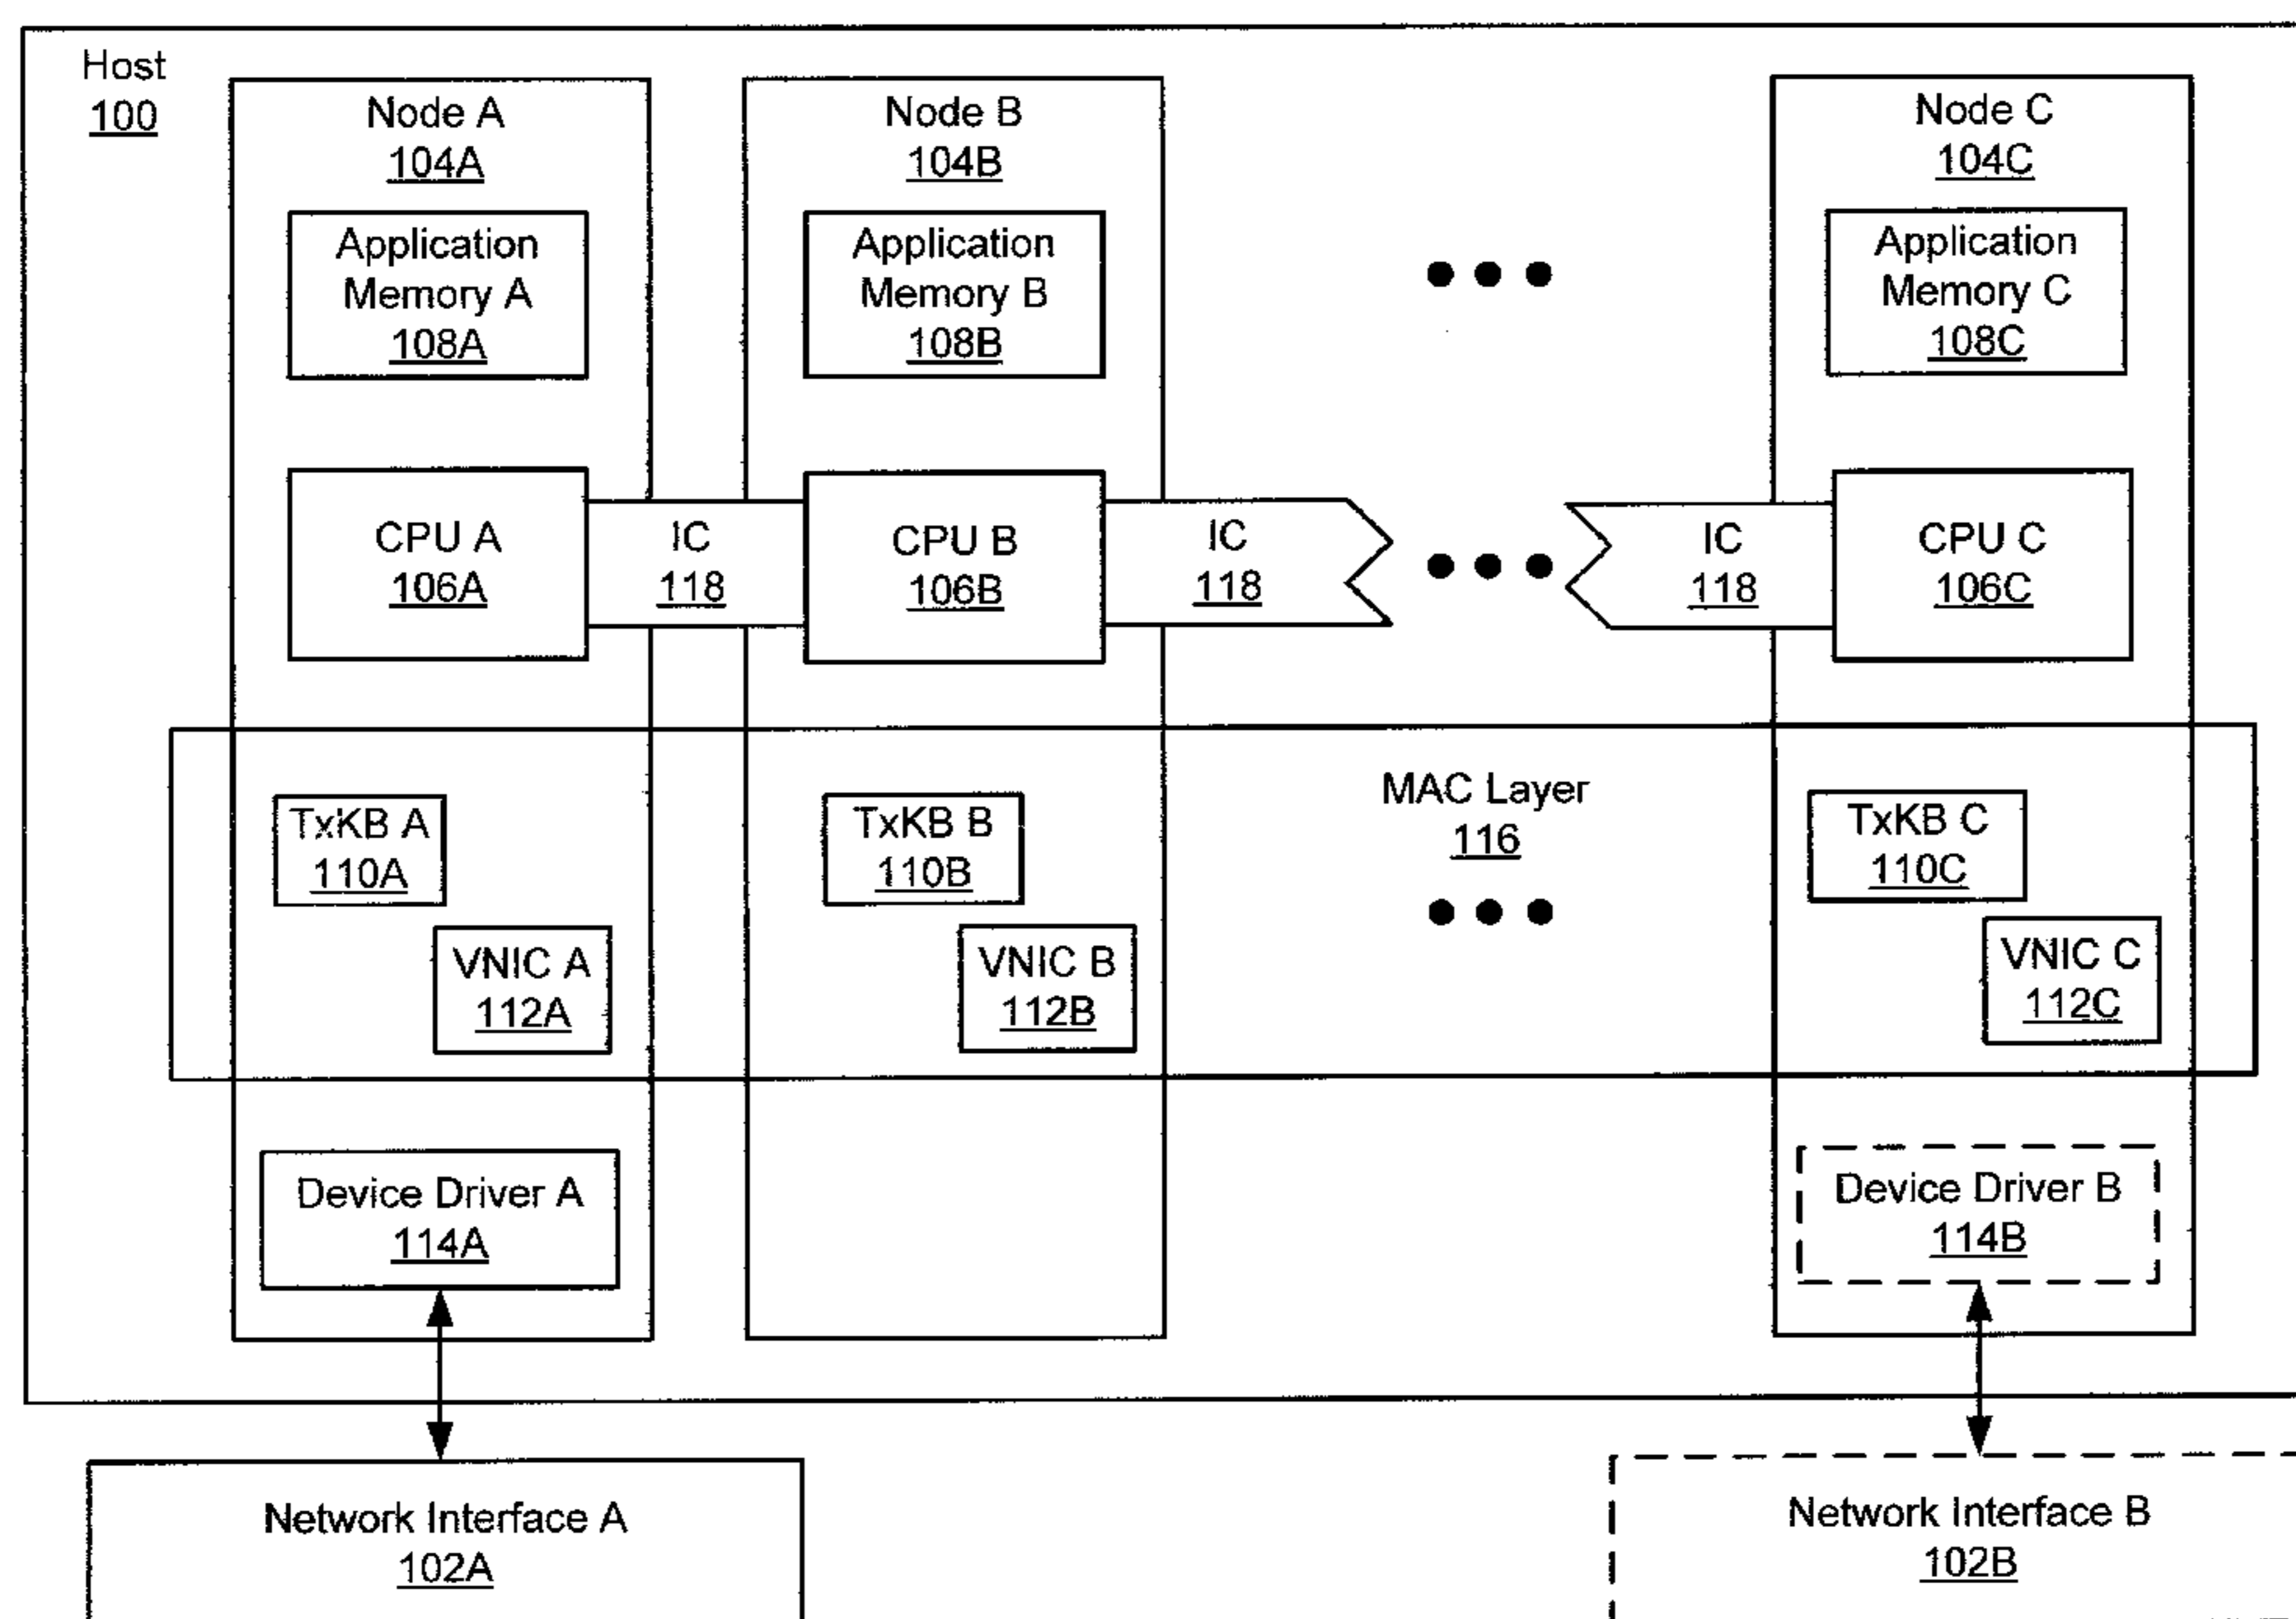 Host
100
Node A
104A
Node B
104B
Node C
104C
Application
Memory A
108A
Application
Memory B
108B
Application
Memory C
108C
CPU A
106A
IC
118
CPU B
106B
IC
118
IC
118
CPU C
106C
MAC Layer
116
TxKB A
110A
TxKB B
110B
TxKB C
110C
VNIC A
112A
VNIC B
112B
VNIC C
112C
Device Driver A
114A
Device Driver B
114B
Network Interface A
102A
Network Interface B
102B